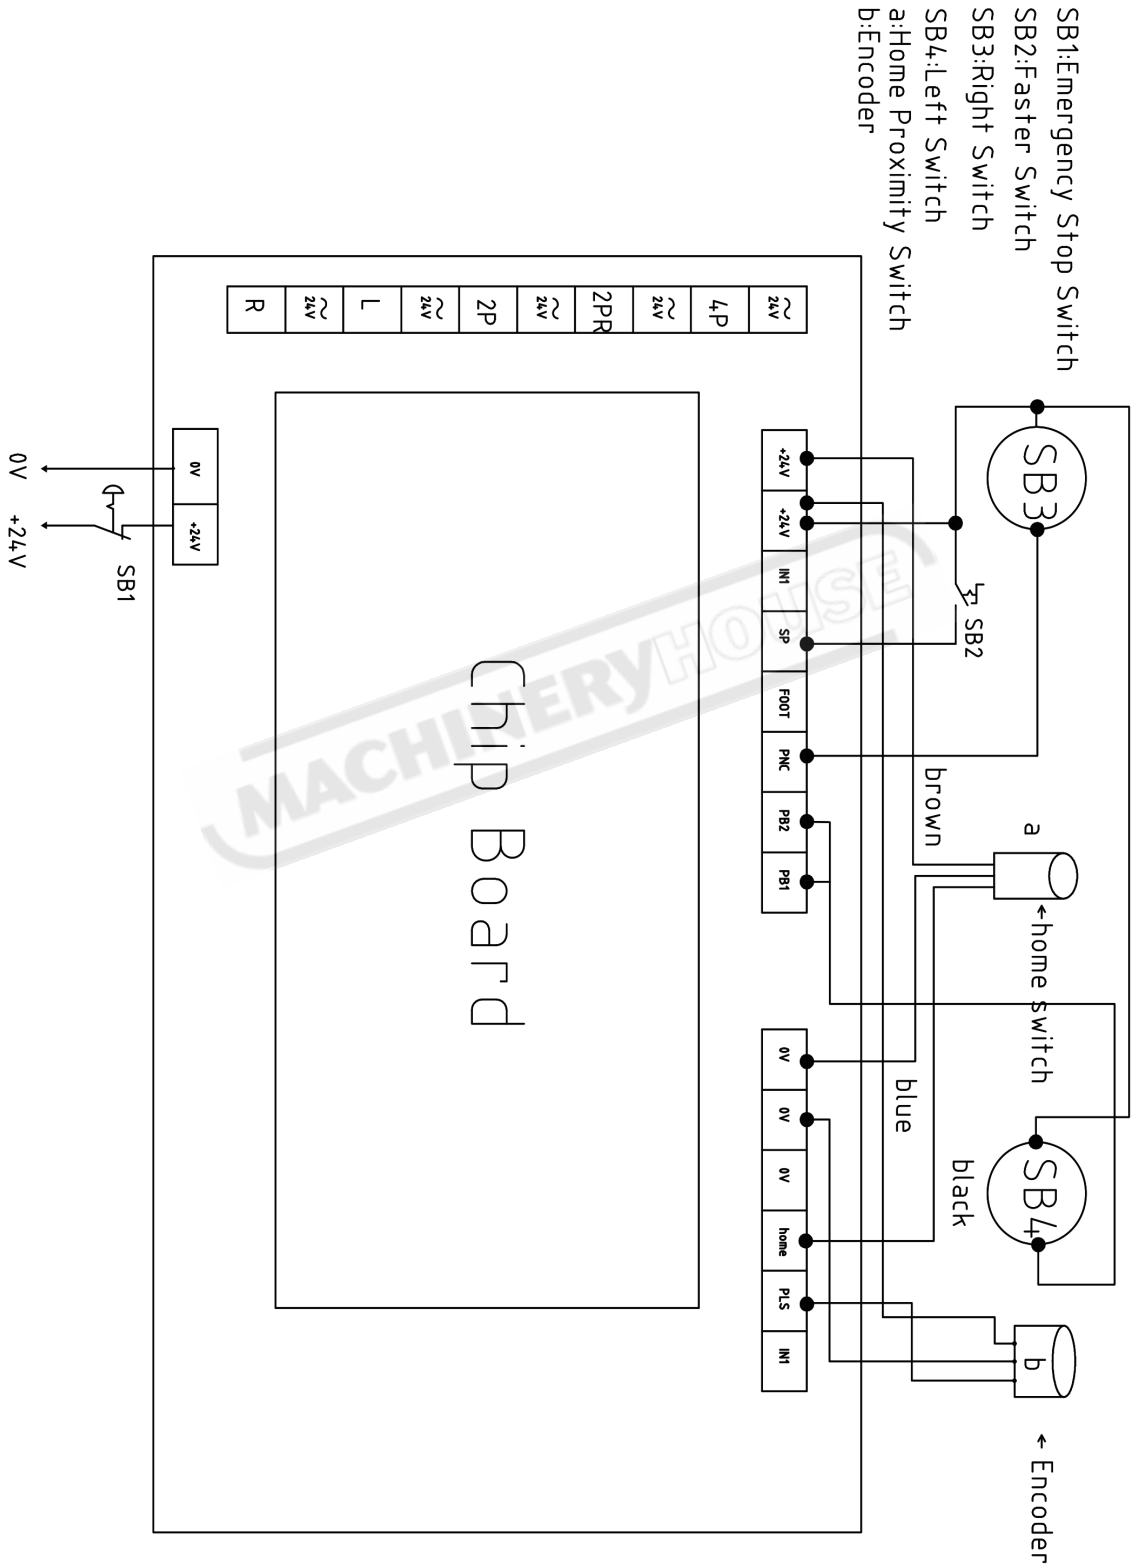 SB1:Emergency Stop Switch
SB2:Faster Switch
SB3:Right Switch
SB4:Left Switch
a:Home Proximity Switch
b:Encoder
SB3
SB2
a
←home switch
SB4
b
← Encoder
brown
blue
black
+24V
+24V
IN1
SP
FOOT
PNC
PB2
PB1
0V
0V
0V
home
PLS
IN1
~24V
4P
~24V
2PR
~24V
2P
~24V
L
~24V
R
Chip Board
MACHINERYHOUSE
0V
+24V
SB1
0V
+24V